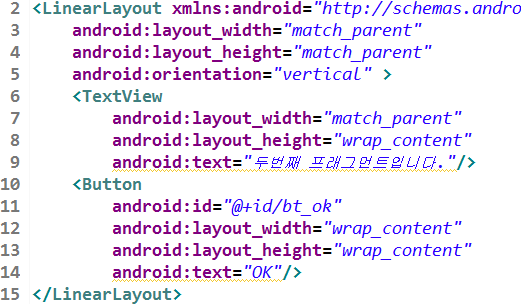 2 <LinearLayout xmlns:android="http://schemas.andro
3 android:layout_width="match_parent"
4 android:layout_height="match_parent"
5 android:orientation="vertical" >
6 <TextView
7 android:layout_width="match_parent"
8 android:layout_height="wrap_content"
9 android:text="두번째 프래그먼트입니다."/>
10 <Button
11 android:id="@+id/bt_ok"
12 android:layout_width="wrap_content"
13 android:layout_height="wrap_content"
14 android:text="OK"/>
15 </LinearLayout>